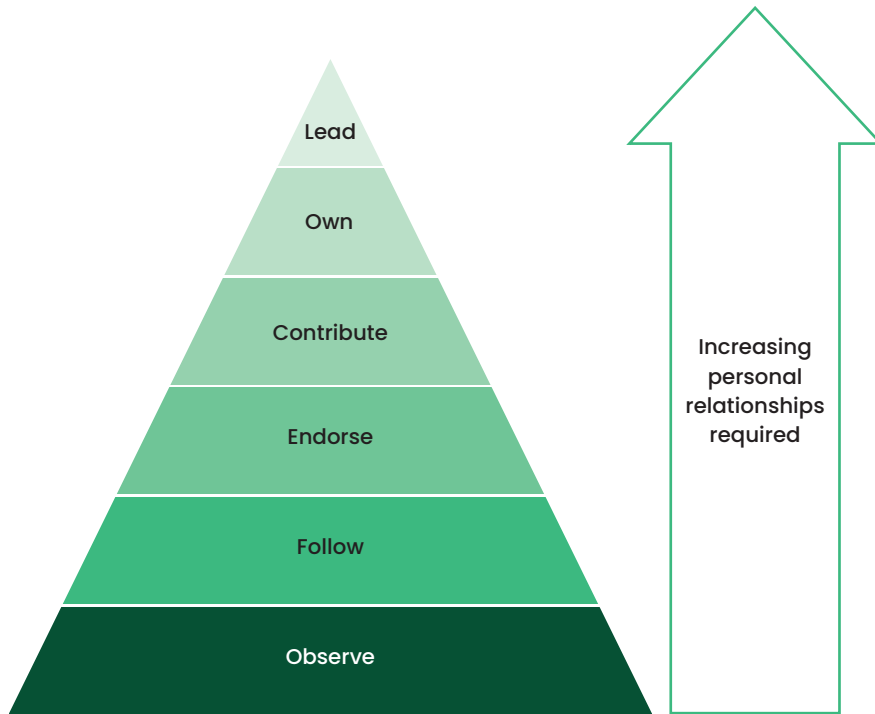 Lead
Own
Contribute
Endorse
Follow
Observe
Increasing
personal
relationships
required